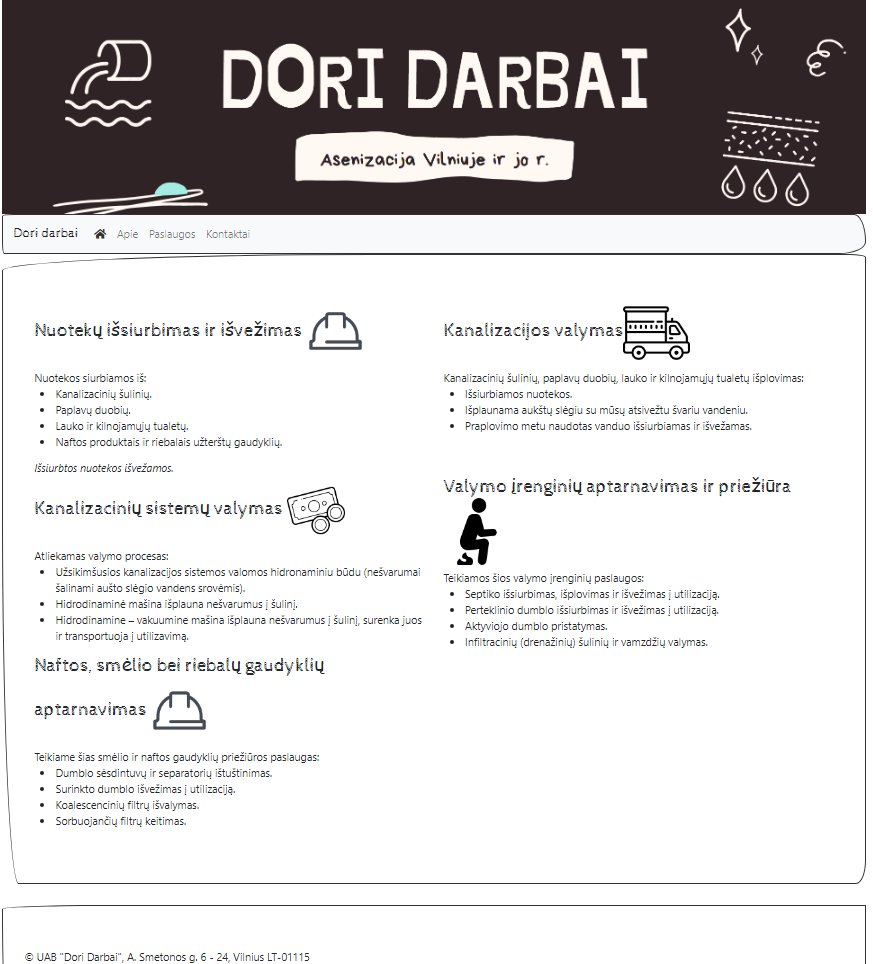 DORI DARBAI
Asenizacija Vilniuje ir jo r.
Dori darbai Apie Paslaugos Kontaktai
Nuotekų išsiurbimas ir išvežimas
Nuotekos siurbiamos iš:
Kanalizacinių šulinių.
Paplavų duobių.
Lauko ir kilnojamųjų tualetų.
Naftos produktais ir riebalais užterštų gaudyklių.
Išsiurbtos nuotekos išvežamos.
Kanalizacinių sistemų valymas
Atliekamas valymo procesas:
Užsikimšusios kanalizacijos sistemos valomos hidronaminiu būdu (nešvarumai
šalinami aušto slėgio vandens srovėmis).
Hidrodinaminė mašina išplauna nešvarumus į šulinį.
Hidrodinamine – vakuumine mašina išplauna nešvarumus į šulinį, surenka juos
ir transportuoja į utilizavimą.
Naftos, smėlio bei riebalų gaudyklių
aptarnavimas
Teikiame šias smėlio ir naftos gaudyklių priežiūros paslaugas:
Dumblo sėsdintuvų ir separatorių ištuštinimas.
Surinkto dumblo išvežimas į utilizaciją.
Koalescencinių filtrų išvalymas.
Sorbuojančių filtrų keitimas.
Kanalizacijos valymas
Kanalizacinių šulinių, paplavų duobių, lauko ir kilnojamųjų tualetų išplovimas:
Išsiurbiamos nuotekos.
Išplaunama aukštų slėgiu su mūsų atsivežtu švariu vandeniu.
Praplovimo metu naudotas vanduo išsiurbiamas ir išvežamas.
Valymo įrenginių aptarnavimas ir priežiūra
Teikiamos šios valymo įrenginių paslaugos:
Septiko išsiurbimas, išplovimas ir išvežimas į utilizaciją.
Perteklinio dumblo išsiurbimas ir išvežimas į utilizaciją.
Aktyviojo dumblo pristatymas.
Infiltracinių (drenažinių) šulinių ir vamzdžių valymas.
© UAB "Dori Darbai", A. Smetonos g. 6 - 24, Vilnius LT-01115